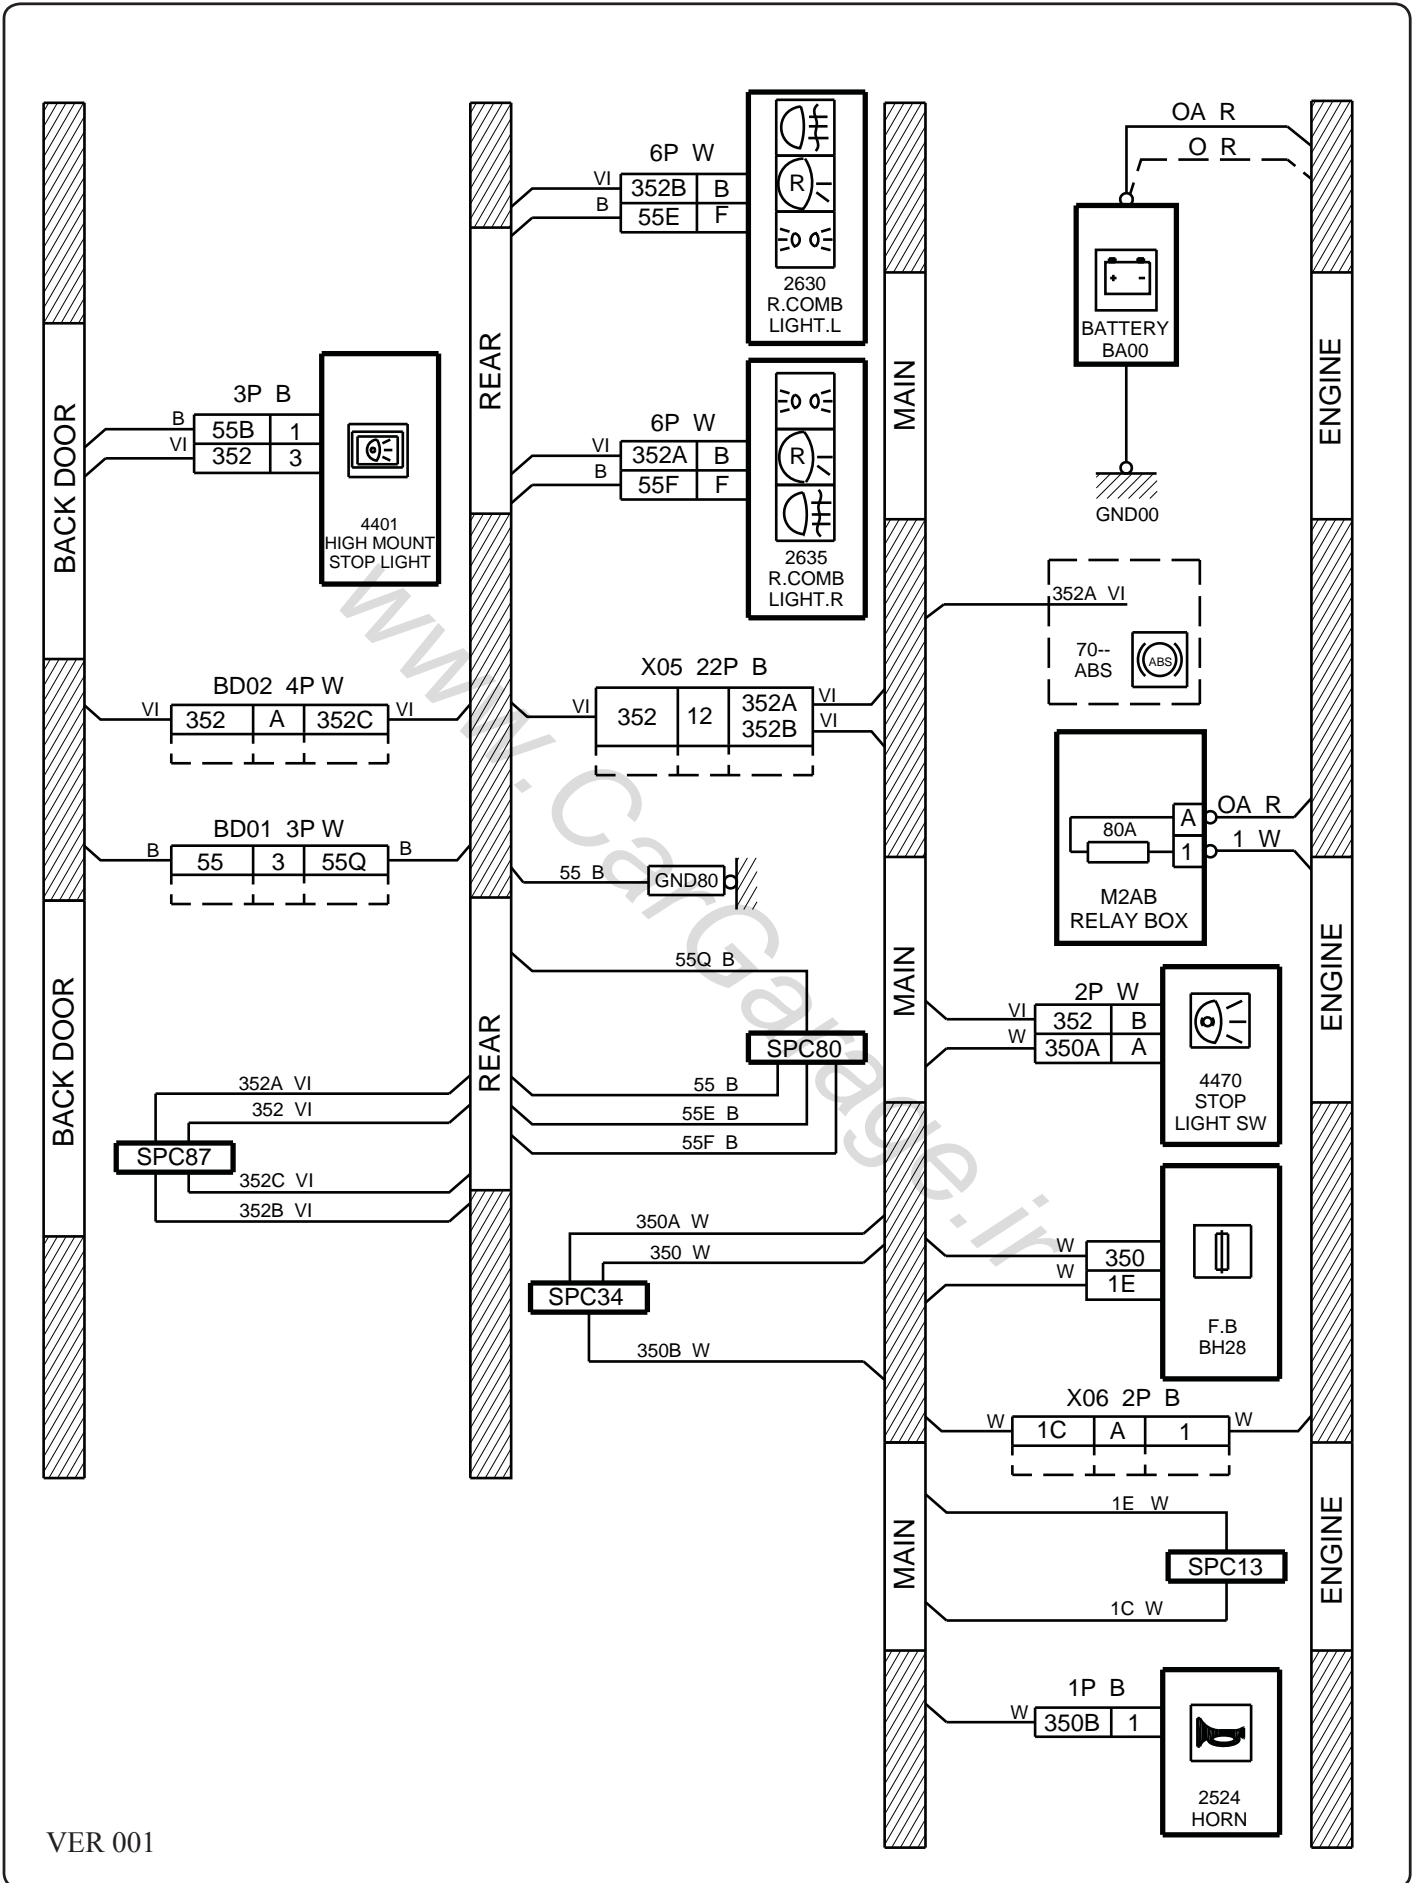 OA R
O R
6P W
VI 352B B
B 55E F
R
2630
R.COMB
LIGHT.L
BATTERY
BA00
GND00
BACK DOOR
REAR
MAIN
ENGINE
3P B
B 55B 1
VI 352 3
4401
HIGH MOUNT
STOP LIGHT
6P W
VI 352A B
B 55F F
R
2635
R.COMB
LIGHT.R
352A VI
70--
ABS
ABS
BD02 4P W
VI 352 A 352C VI
X05 22P B
VI 352 12 352A VI
352B VI
OA R
A
80A
1 W
1
M2AB
RELAY BOX
BD01 3P W
B 55 3 55Q B
55 B GND80
55Q B
SPC80
55 B
55E B
55F B
BACK DOOR
REAR
MAIN
ENGINE
2P W
VI 352 B
W 350A A
4470
STOP
LIGHT SW
352A VI
352 VI
SPC87
352C VI
352B VI
350A W
350 W
SPC34
350B W
W 350
W 1E
F.B
BH28
X06 2P B
W 1C A 1 W
1E W
SPC13
1C W
MAIN
ENGINE
1P B
W 350B 1
2524
HORN
www.CarGarage.ir
VER 001